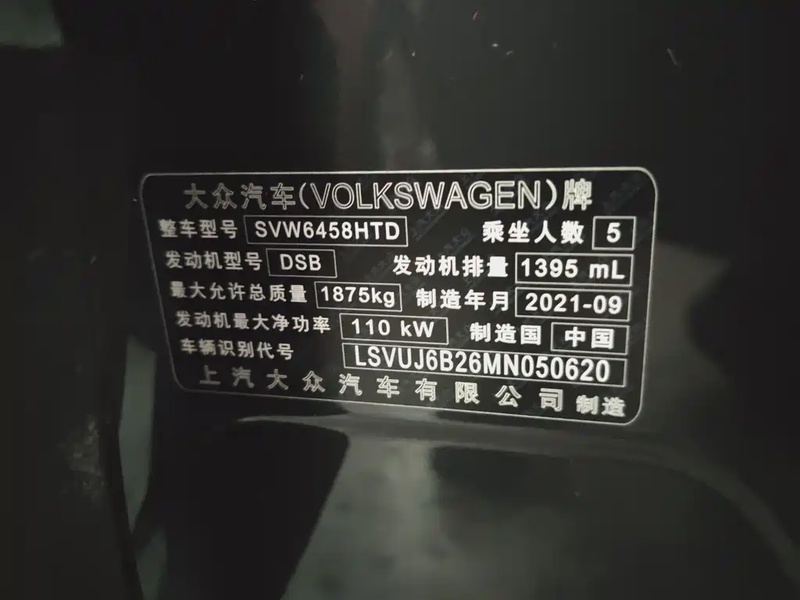 大众汽车(VOLKSWAGEN)牌
整车型号 SVW6458HTD 乘坐人数 5
发动机型号 DSB 发动机排量 1395 mL
最大允许总质量 1875kg 制造年月 2021-09
发动机最大净功率 110 kW 制造国 中国
车辆识别代号 LSVUJ6B26MN050620
上汽大众汽车有限公司 制造